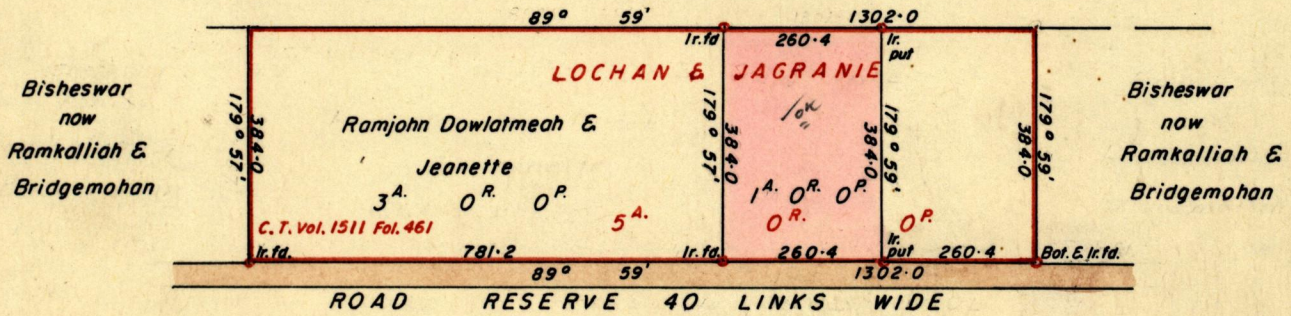 89° 59' 1302·0
Ir.fd 260·4 Ir. put
LOCHAN & JAGRANIE
Bisheswar
now
Ramkalliah &
Bridgemohan
179° 57'
384·0
Ramjohn Dowlatmeah &
Jeanette
3A. 0R. 0P.
C.T. Vol. 1511 Fol. 461
5A. 0R. 0P.
179° 57'
384·0
ok
1A. 0R. 0P.
384·0
179° 59'
384·0
179° 59'
Bisheswar
now
Ramkalliah &
Bridgemohan
Ir.fd. 781·2 Ir.fd. 260·4 Ir. put 260·4 Bot. & Ir.fd.
89° 59' 1302·0
ROAD RESERVE 40 LINKS WIDE